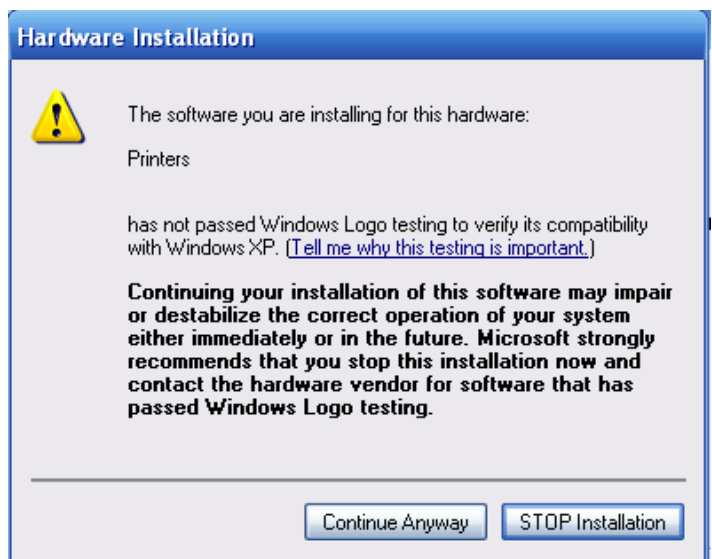 Hardware Installation
The software you are installing for this hardware:
Printers
has not passed Windows Logo testing to verify its compatibility
with Windows XP. (Tell me why this testing is important.)
Continuing your installation of this software may impair
or destabilize the correct operation of your system
either immediately or in the future. Microsoft strongly
recommends that you stop this installation now and
contact the hardware vendor for software that has
passed Windows Logo testing.
Continue Anyway
STOP Installation